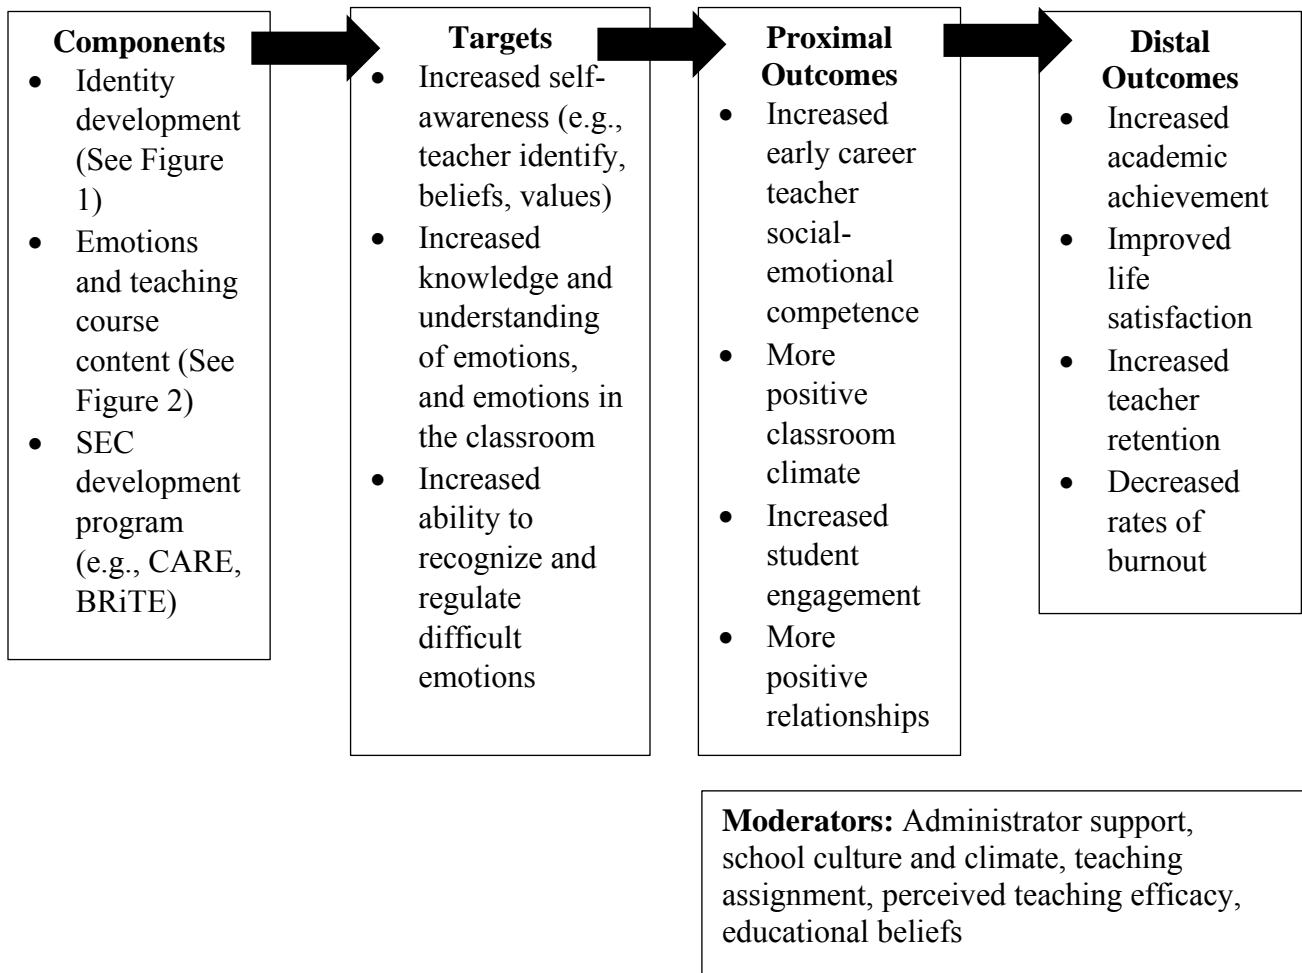 Components
• Identity
development
(See Figure
1)
• Emotions
and teaching
course
content (See
Figure 2)
• SEC
development
program
(e.g., CARE,
BRiTE)
Targets
• Increased self-
awareness (e.g.,
teacher identify,
beliefs, values)
• Increased
knowledge and
understanding
of emotions,
and emotions in
the classroom
• Increased
ability to
recognize and
regulate
difficult
emotions
Proximal
Outcomes
• Increased
early career
teacher
social-
emotional
competence
• More
positive
classroom
climate
• Increased
student
engagement
• More
positive
relationships
Distal
Outcomes
• Increased
academic
achievement
• Improved
life
satisfaction
• Increased
teacher
retention
• Decreased
rates of
burnout
Moderators: Administrator support,
school culture and climate, teaching
assignment, perceived teaching efficacy,
educational beliefs